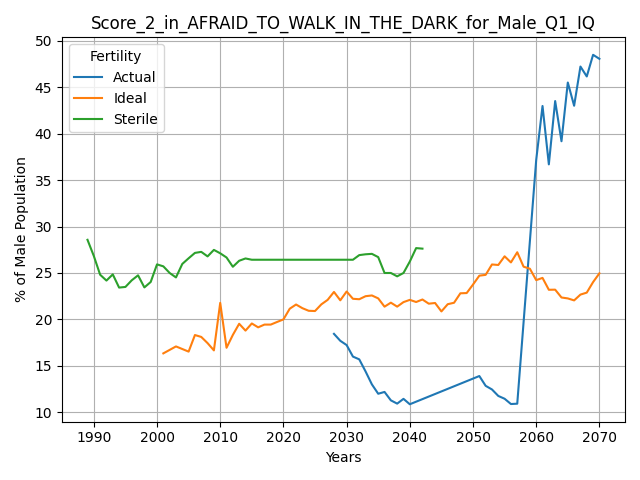 Score_2_in_AFRAID_TO_WALK_IN_THE_DARK_for_Male_Q1_IQ
Fertility
Actual
Ideal
Sterile
% of Male Population
50
45
40
35
30
25
20
15
10
1990 2000 2010 2020 2030 2040 2050 2060 2070
Years